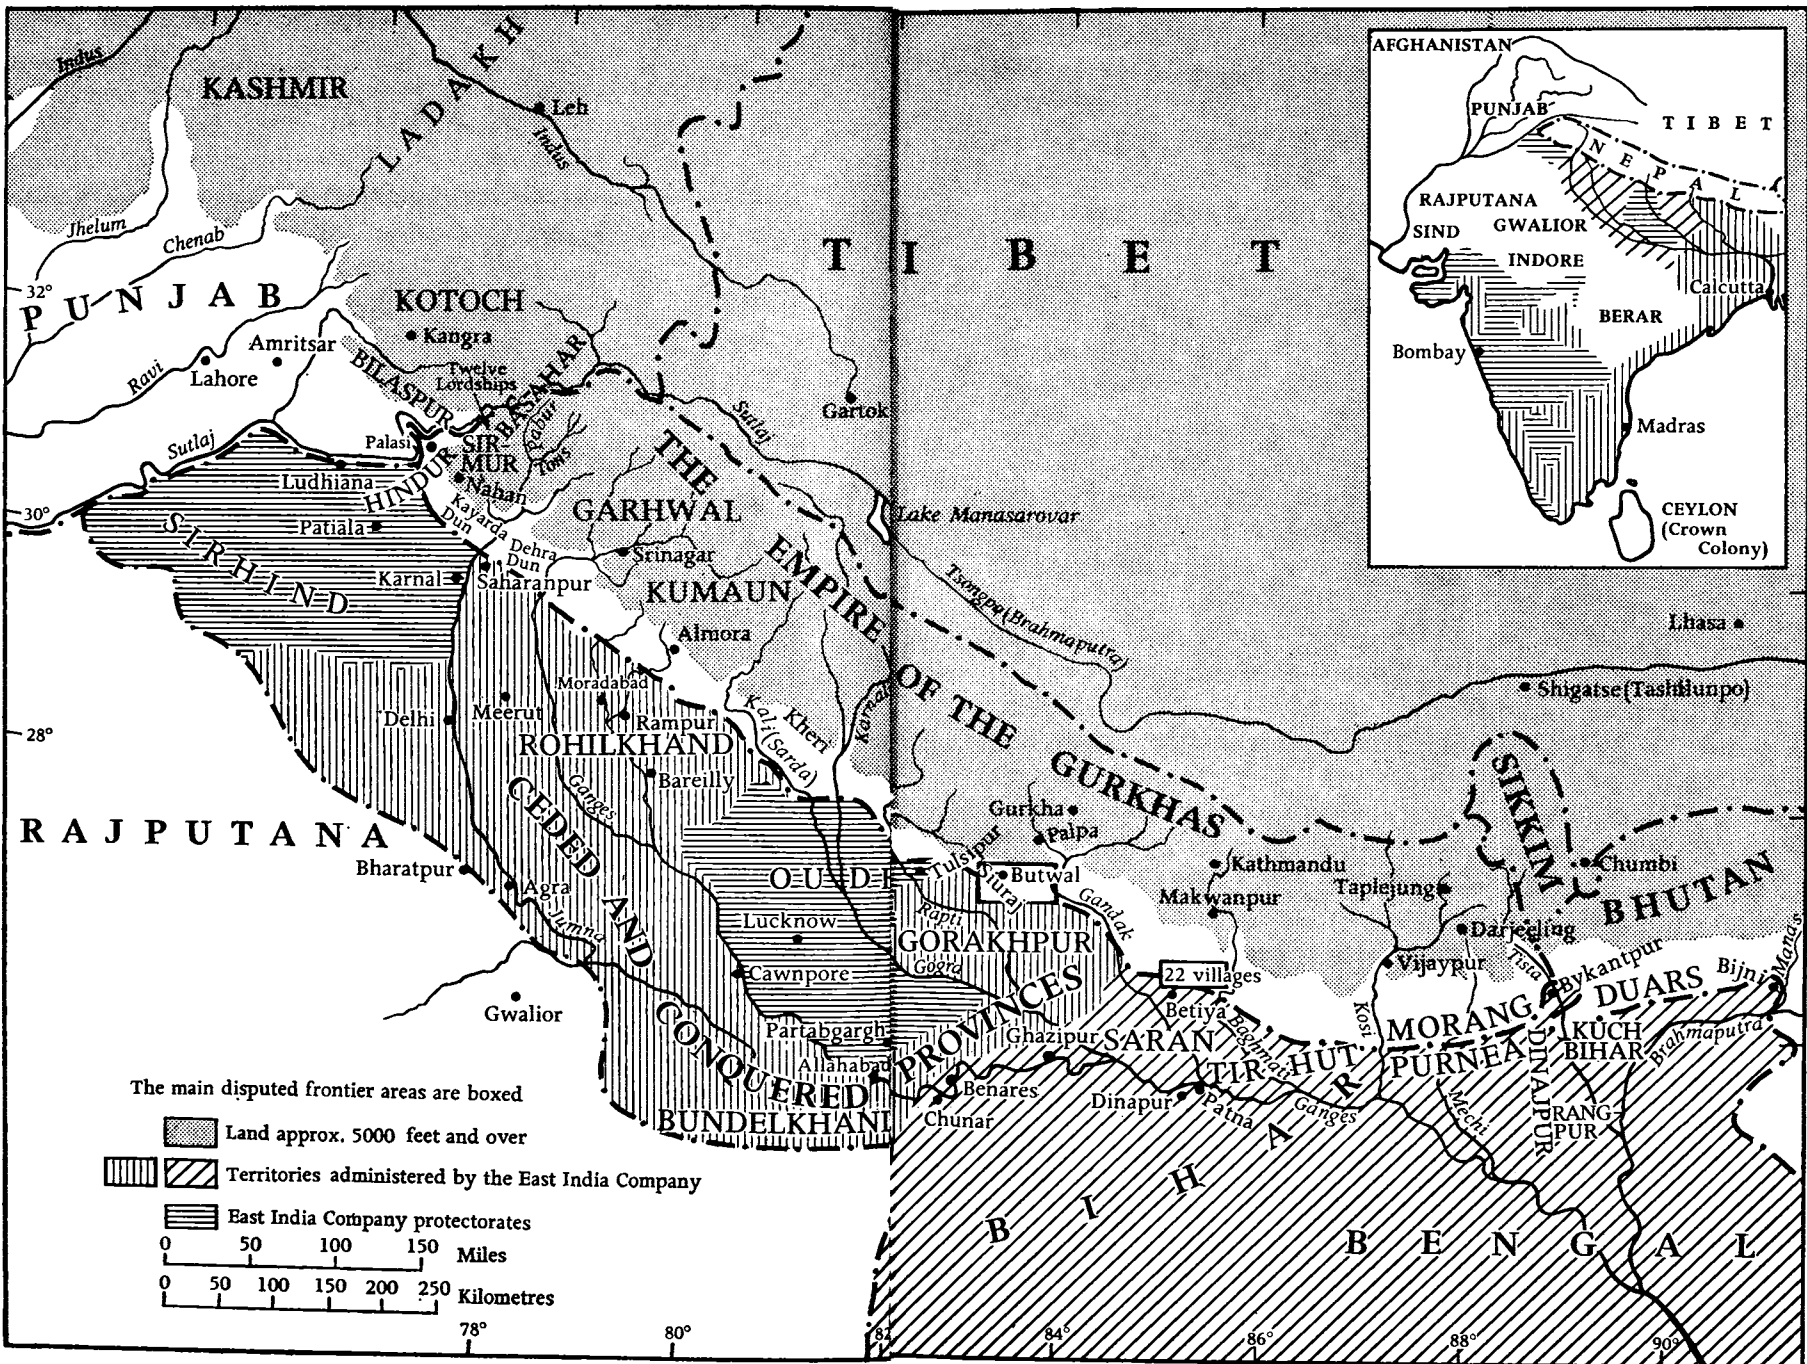 Indus
KASHMIR
LADAKH
Leh
Indus
Jhelum
Chenab
TIBET
32°
PUNJAB
KOTOCH
Kangra
Amritsar
Lahore
Ravi
BILASPUR
Twelve
Lordships
BASAHAR
Pabur
Gartok
Sutlaj
Sutlaj
Palasi
SIR-
MUR
Tons
HINDUR
Nahan
Ludhiana
30°
Patiala
SIRHIND
Kayarda
Dun
Dehra
Dun
GARHWAL
Srinagar
Lake Manasarovar
Karnal
Saharanpur
KUMAUN
Almora
THE EMPIRE OF THE GURKHAS
Tsongpa (Brahmaputra)
Lhasa
Shigatse (Tashilunpo)
28°
Delhi
Meerut
Moradabad
Rampur
ROHILKHAND
Bareilly
Kali (Sarda)
Kheri
Karnali
Ganges
RAJPUTANA
Bharatpur
Agra
Jumna
CEDED AND CONQUERED PROVINCES
OUDH
Lucknow
Cawnpore
Gwalior
Partabgargh
Allahabad
BUNDELKHAND
Gurkha
Palpa
Tulsipur
Siuraj
Butwal
Rapti
GORAKHPUR
Gogra
Gandak
Kathmandu
Makwanpur
Taplejung
SIKKIM
Chumbi
BHUTAN
Darjeeling
Vijaypur
Tista
Bykantpur
DUARS
Bijni
Manas
22 villages
Betiya
Baghmati
Kosi
MORANG
PURNEA
DINAJPUR
KUCH
BIHAR
Brahmaputra
RANG-
PUR
Mechi
Ghazipur
SARAN
TIRHUT
Benares
Chunar
Dinapur
Patna
Ganges
BIHAR
BENGAL
The main disputed frontier areas are boxed
Land approx. 5000 feet and over
Territories administered by the East India Company
East India Company protectorates
0 50 100 150 Miles
0 50 100 150 200 250 Kilometres
78° 80° 82 84° 86° 88° 90°
AFGHANISTAN
PUNJAB
TIBET
NEPAL
RAJPUTANA
GWALIOR
SIND
INDORE
Calcutta
BERAR
Bombay
Madras
CEYLON
(Crown
Colony)